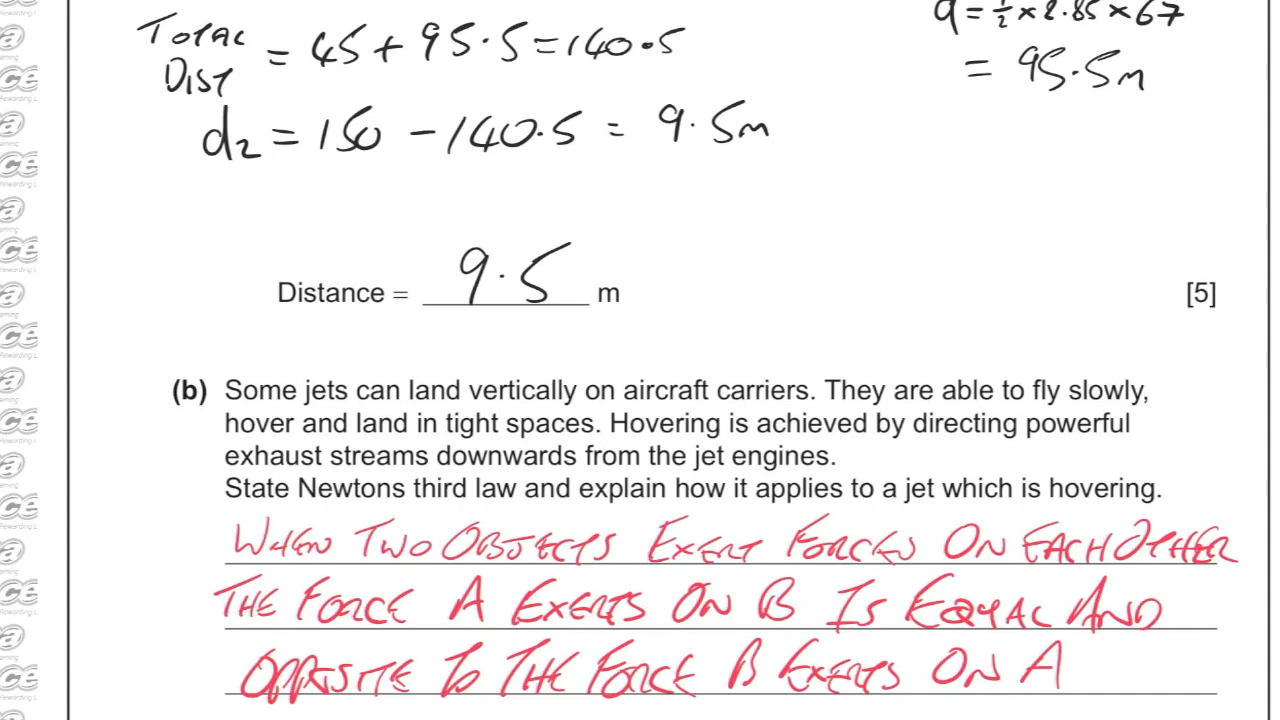 d = ½ × 2.85 × 67
TOTAL DIST = 45 + 95.5 = 140.5
= 95.5m
d₂ = 150 − 140.5 = 9.5m
Distance = 9.5 m [5]
(b) Some jets can land vertically on aircraft carriers. They are able to fly slowly,
hover and land in tight spaces. Hovering is achieved by directing powerful
exhaust streams downwards from the jet engines.
State Newtons third law and explain how it applies to a jet which is hovering.
WHEN TWO OBJECTS EXERT FORCES ON EACH OTHER
THE FORCE A EXERTS ON B IS EQUAL AND
OPPOSITE TO THE FORCE B EXERTS ON A